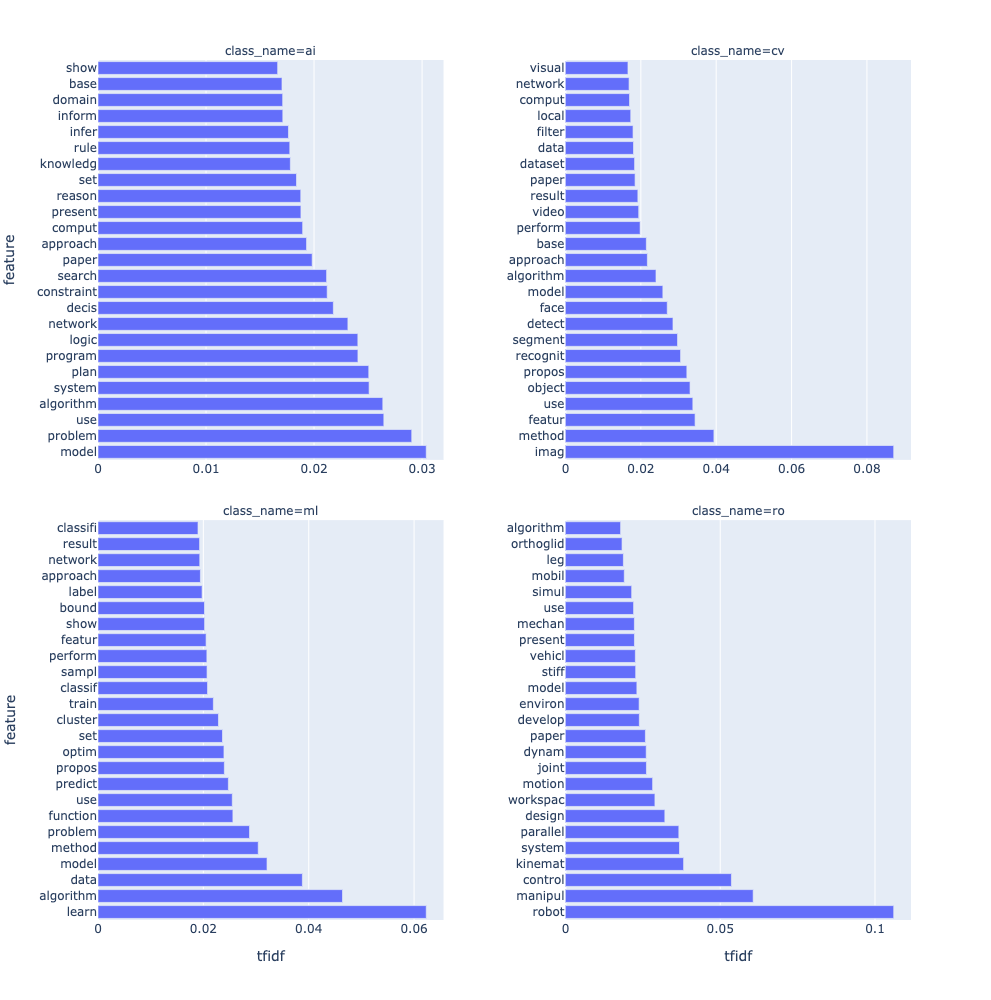 class_name=ai
show
base
domain
inform
infer
rule
knowledg
set
reason
present
comput
approach
paper
search
constraint
decis
network
logic
program
plan
system
algorithm
use
problem
model
0 0.01 0.02 0.03
feature
class_name=cv
visual
network
comput
local
filter
data
dataset
paper
result
video
perform
base
approach
algorithm
model
face
detect
segment
recognit
propos
object
use
featur
method
imag
0 0.02 0.04 0.06 0.08
class_name=ml
classifi
result
network
approach
label
bound
show
featur
perform
sampl
classif
train
cluster
set
optim
propos
predict
use
function
problem
method
model
data
algorithm
learn
0 0.02 0.04 0.06
tfidf
feature
class_name=ro
algorithm
orthoglid
leg
mobil
simul
use
mechan
present
vehicl
stiff
model
environ
develop
paper
dynam
joint
motion
workspac
design
parallel
system
kinemat
control
manipul
robot
0 0.05 0.1
tfidf